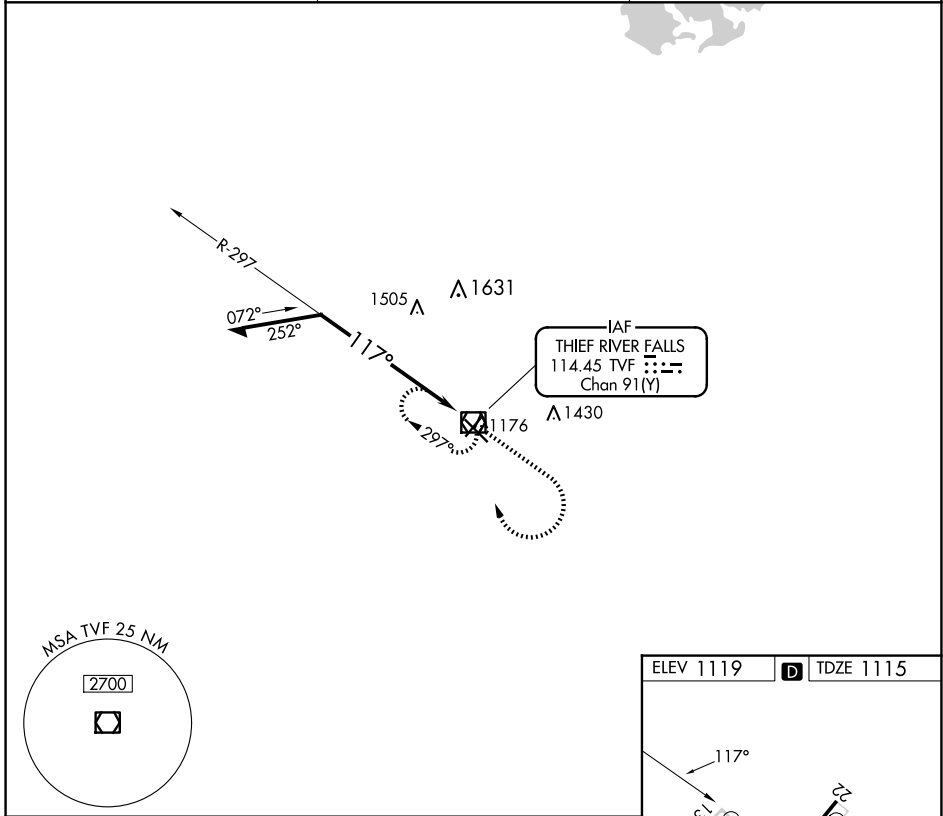 R-297
072°
252°
117°
1505
1631
IAF
THIEF RIVER FALLS
114.45 TVF
Chan 91(Y)
1430
1176
297°
MSA TVF 25 NM
2700
ELEV 1119
D
TDZE 1115
117°
13
22